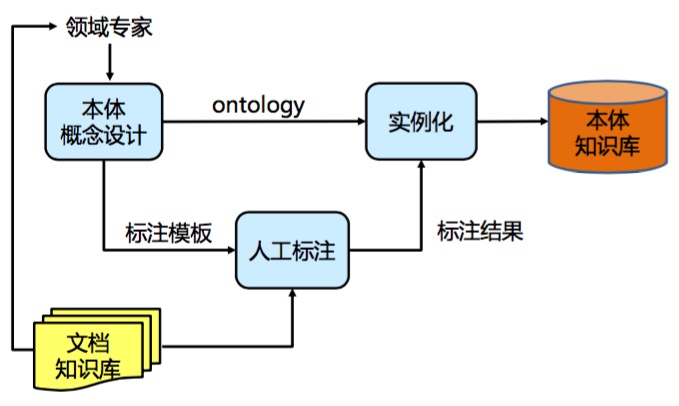 领域专家
本体
概念设计
ontology
实例化
本体
知识库
标注模板
人工标注
标注结果
文档
知识库